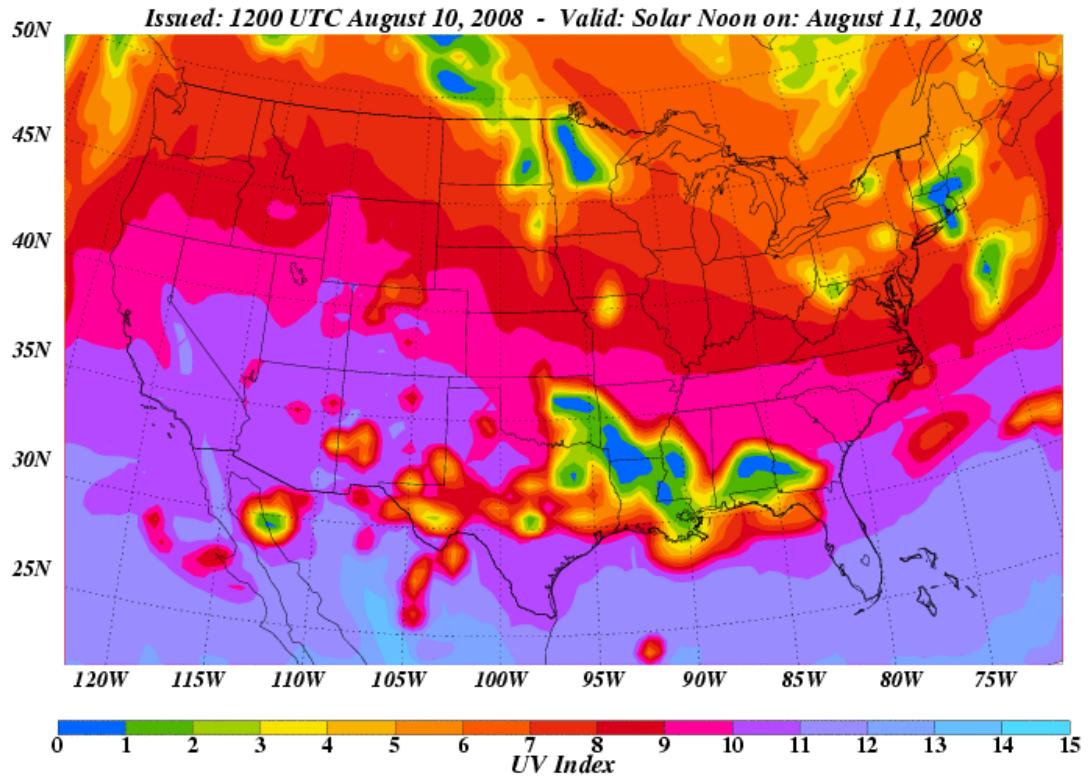 Issued: 1200 UTC August 10, 2008 - Valid: Solar Noon on: August 11, 2008
50N
45N
40N
35N
30N
25N
120W 115W 110W 105W 100W 95W 90W 85W 80W 75W
0 1 2 3 4 5 6 7 8 9 10 11 12 13 14 15
UV Index